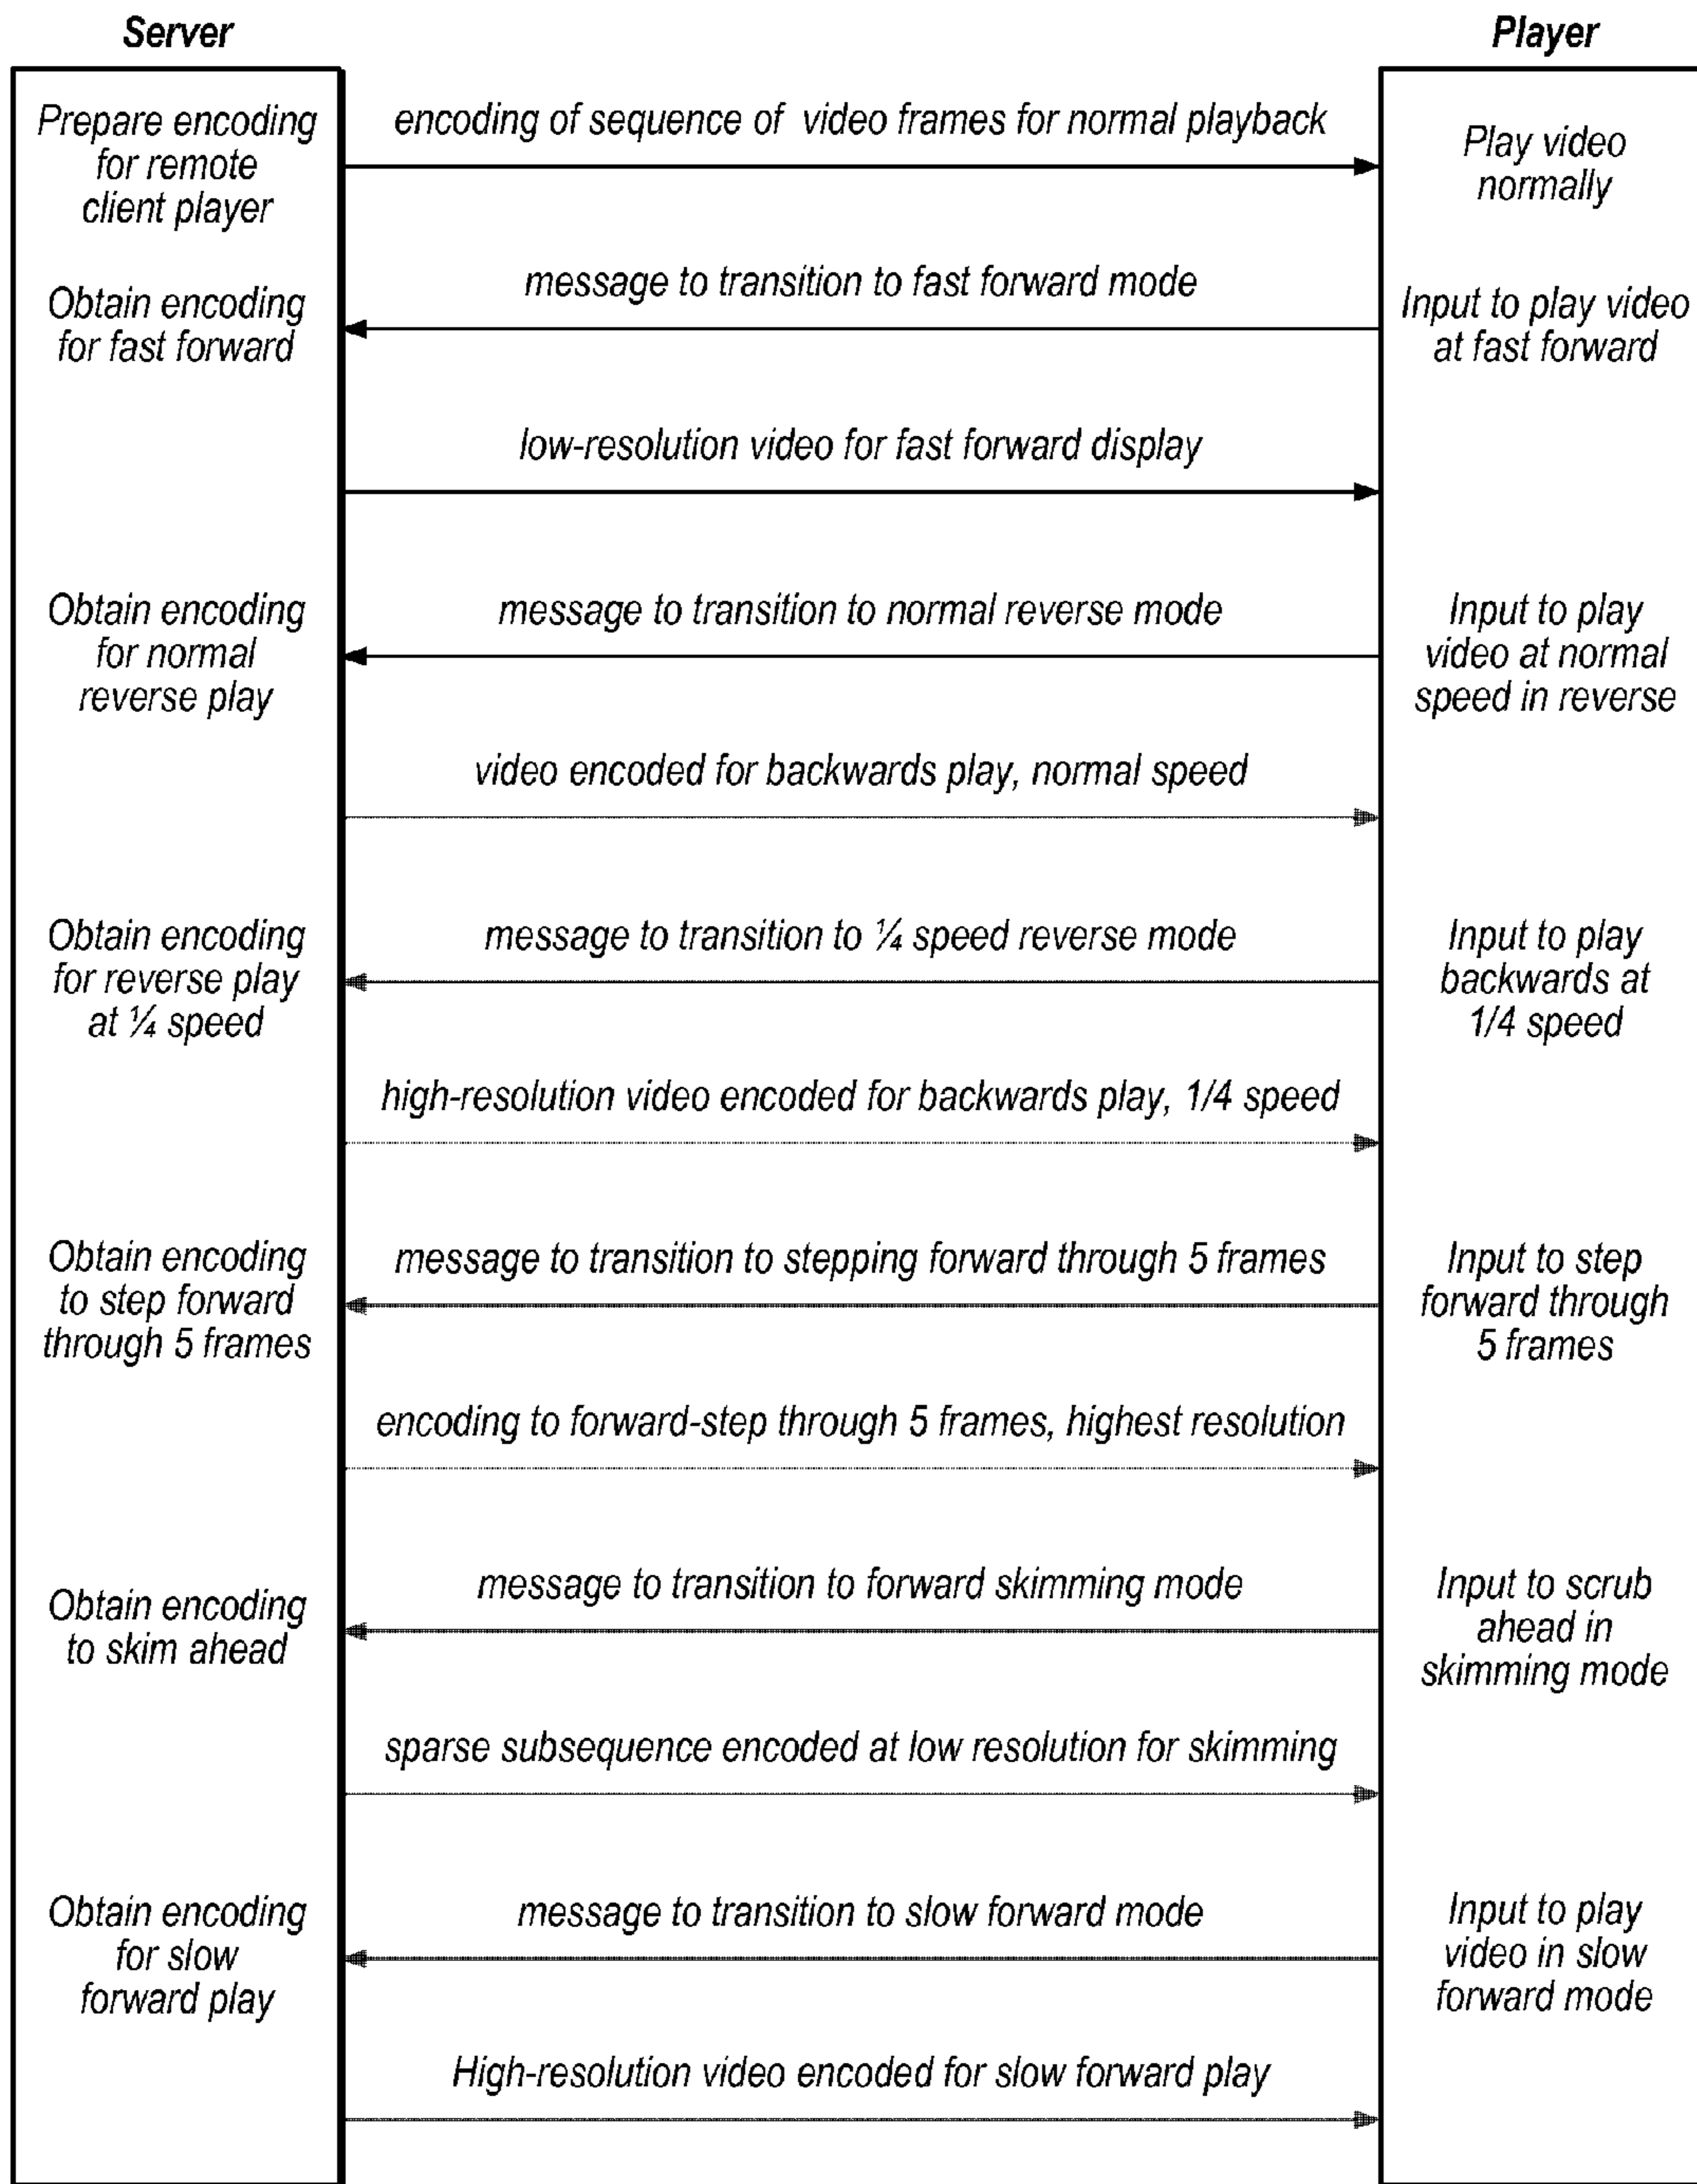 Server
Player
Prepare encoding
for remote
client player
encoding of sequence of video frames for normal playback
Play video
normally
message to transition to fast forward mode
Obtain encoding
for fast forward
Input to play video
at fast forward
low-resolution video for fast forward display
Obtain encoding
for normal
reverse play
message to transition to normal reverse mode
Input to play
video at normal
speed in reverse
video encoded for backwards play, normal speed
Obtain encoding
for reverse play
at ¼ speed
message to transition to ¼ speed reverse mode
Input to play
backwards at
1/4 speed
high-resolution video encoded for backwards play, 1/4 speed
Obtain encoding
to step forward
through 5 frames
message to transition to stepping forward through 5 frames
Input to step
forward through
5 frames
encoding to forward-step through 5 frames, highest resolution
Obtain encoding
to skim ahead
message to transition to forward skimming mode
Input to scrub
ahead in
skimming mode
sparse subsequence encoded at low resolution for skimming
Obtain encoding
for slow
forward play
message to transition to slow forward mode
Input to play
video in slow
forward mode
High-resolution video encoded for slow forward play